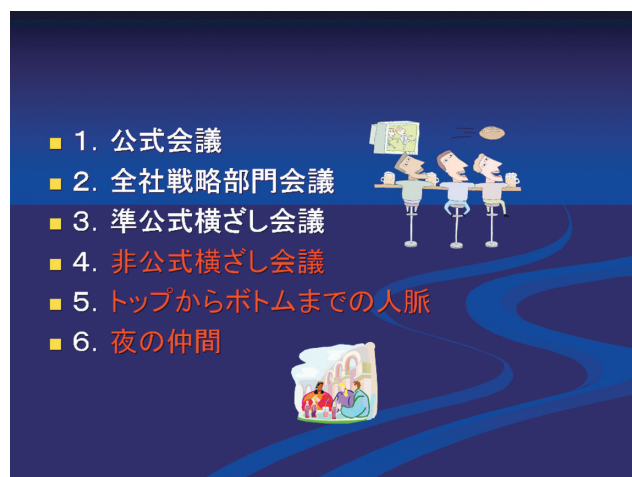 1. 公式会議
2. 全社戦略部門会議
3. 準公式横ざし会議
4. 非公式横ざし会議
5. トップからボトムまでの人脈
6. 夜の仲間